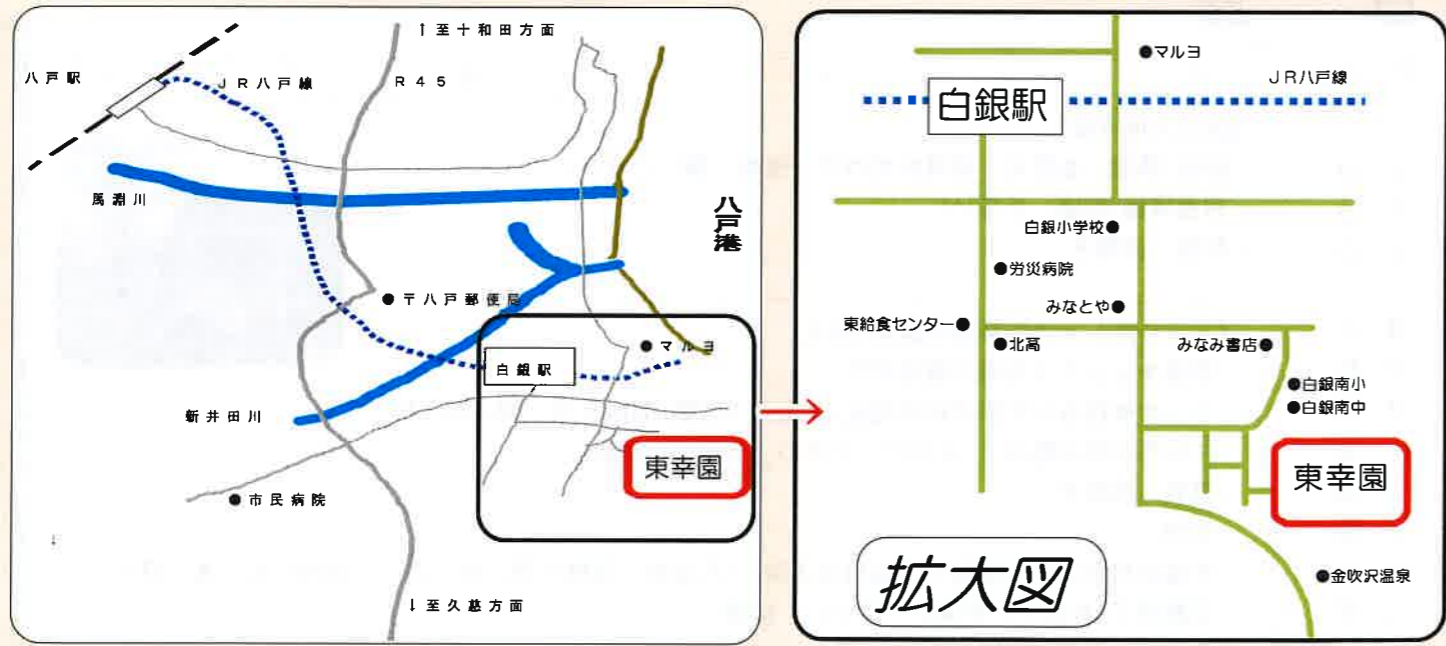 ↑至十和田方面
八戸駅
JR八戸線
R45
馬淵川
八戸港
〒八戸郵便局
マルヨ
白銀駅
新井田川
東幸園
市民病院
↓
↓至久慈方面
マルヨ
JR八戸線
白銀駅
白銀小学校
労災病院
みなとや
東給食センター
北高
みなみ書店
白銀南小
白銀南中
東幸園
拡大図
金吹沢温泉